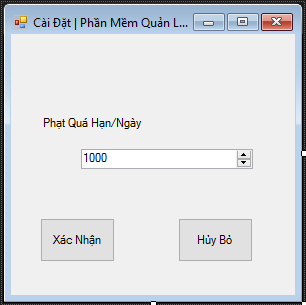 Cài Đặt | Phần Mềm Quản L...
Phạt Quá Hạn/Ngày
1000
Xác Nhận
Hủy Bỏ